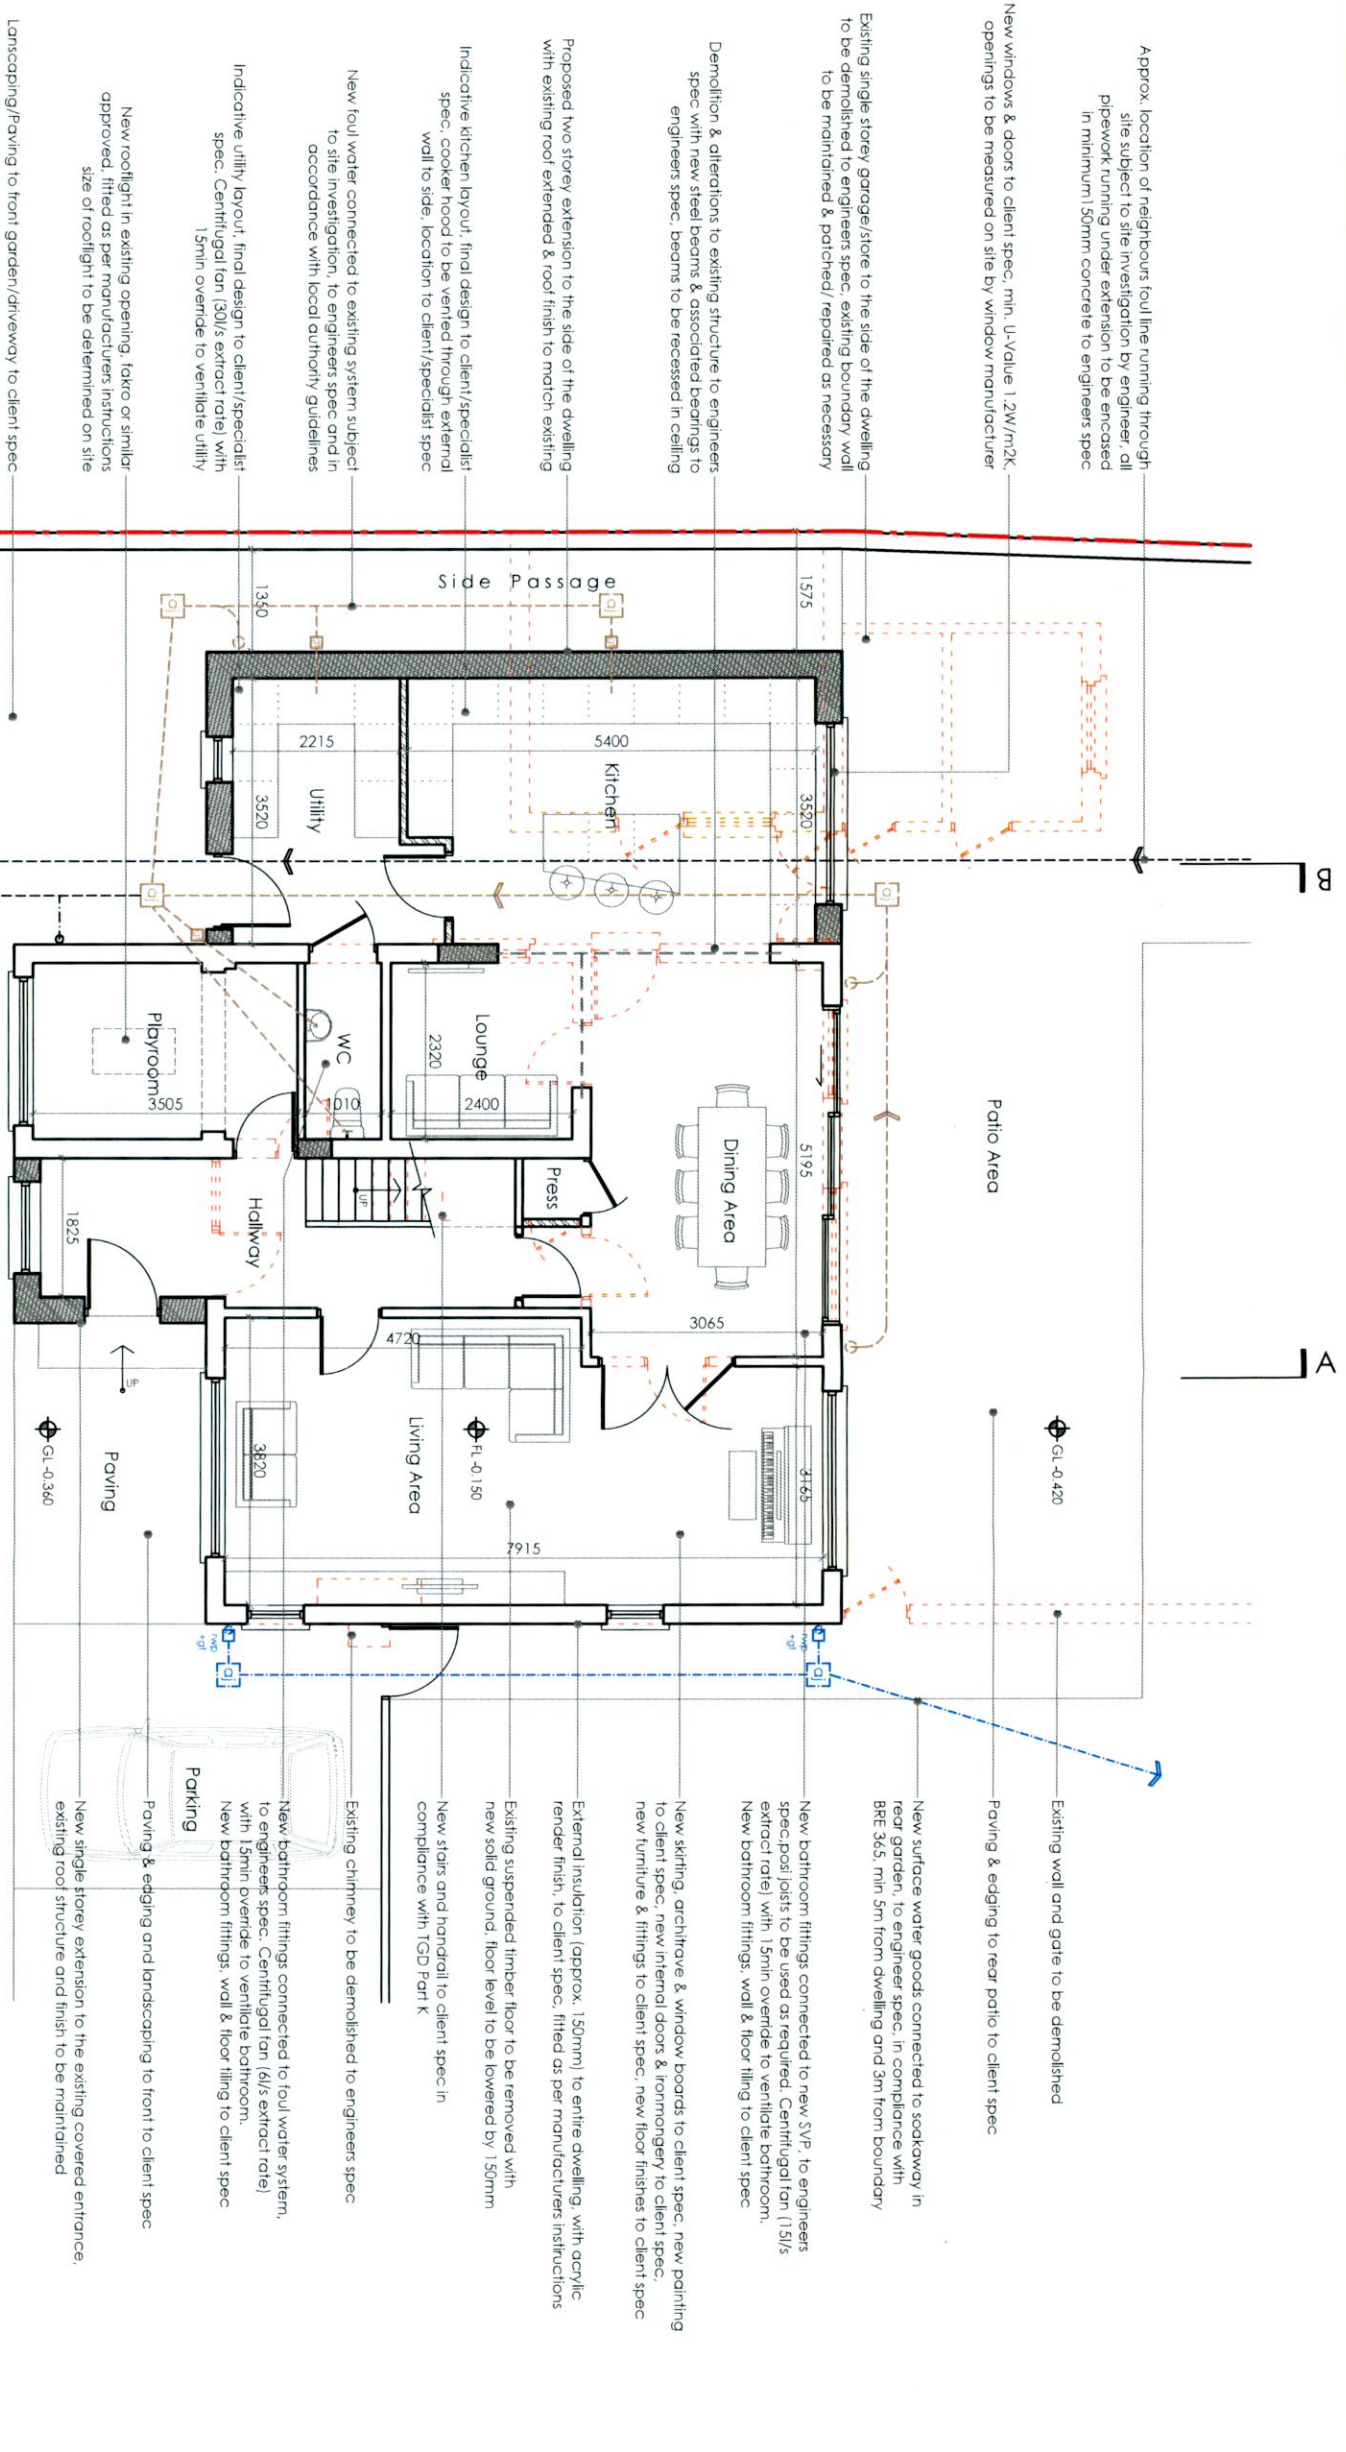 Approx. location of neighbours foul line running through
site subject to site investigation by engineer, all
pipework running under extension to be encased
in minimum150mm concrete to engineers spec
New windows & doors to client spec, min. U-Value 1.2W/m2K,
openings to be measured on site by window manufacturer
Existing single storey garage/store to the side of the dwelling
to be demolished to engineers spec, existing boundary wall
to be maintained & patched/repaired as necessary
Demolition & alterations to existing structure to engineers
spec with new steel beams & associated bearings to
engineers spec, beams to be recessed in ceiling
Proposed two storey extension to the side of the dwelling
with existing roof extended & roof finish to match existing
Indicative kitchen layout, final design to client/specialist
spec, cooker hood to be vented through external
wall to side, location to client/specialist spec
New foul water connected to existing system subject
to site investigation, to engineers spec and in
accordance with local authority guidelines
Indicative utility layout, final design to client/specialist
spec. Centrifugal fan (30l/s extract rate) with
15min override to ventilate utility
New rooflight in existing opening, fakro or similar
approved, fitted as per manufacturers instructions
size of rooflight to be determined on site
Lanscaping/Paving to front garden/driveway to client spec
B
A
Patio Area
GL -0.420
Side Passage
1575
1350
aj
aj
aj
aj
Kitchen
5400
3520
Utility
2215
3520
Dining Area
5195
3065
Lounge
2320
2400
WC
1010
Playroom
3505
Press
UP
Hallway
1825
Living Area
FL -0.150
4720
3820
3165
7915
UP
Paving
GL -0.360
rwp
+gt
aj
rwp
+gt
aj
Parking
Existing wall and gate to be demolished
Paving & edging to rear patio to client spec
New surface water goods connected to soakaway in
rear garden, to engineer spec, in compliance with
BRE 365, min 5m from dwelling and 3m from boundary
New bathroom fittings connected to new SVP, to engineers
spec,posi joists to be used as required. Centrifugal fan (15l/s
extract rate) with 15min override to ventilate bathroom.
New bathroom fittings, wall & floor tiling to client spec
New skirting, architrave & window boards to client spec, new painting
to client spec, new internal doors & ironmongery to client spec,
new furniture & fittings to client spec, new floor finishes to client spec
External insulation (approx. 150mm) to entire dwelling, with acrylic
render finish, to client spec, fitted as per manufacturers instiructions
Existing suspended timber floor to be removed with
new solid ground, floor level to be lowered by 150mm
New stairs and handrail to client spec in
compliance with TGD Part K
Existing chimney to be demolished to engineers spec
New bathroom fittings connected to foul water system,
to engineers spec. Centrifugal fan (6l/s extract rate)
with 15min override to ventilate bathroom.
New bathroom fittings, wall & floor tiling to client spec
Paving & edging and landscaping to front to client spec
New single storey extension to the existing covered entrance,
existing roof structure and finish to be maintained